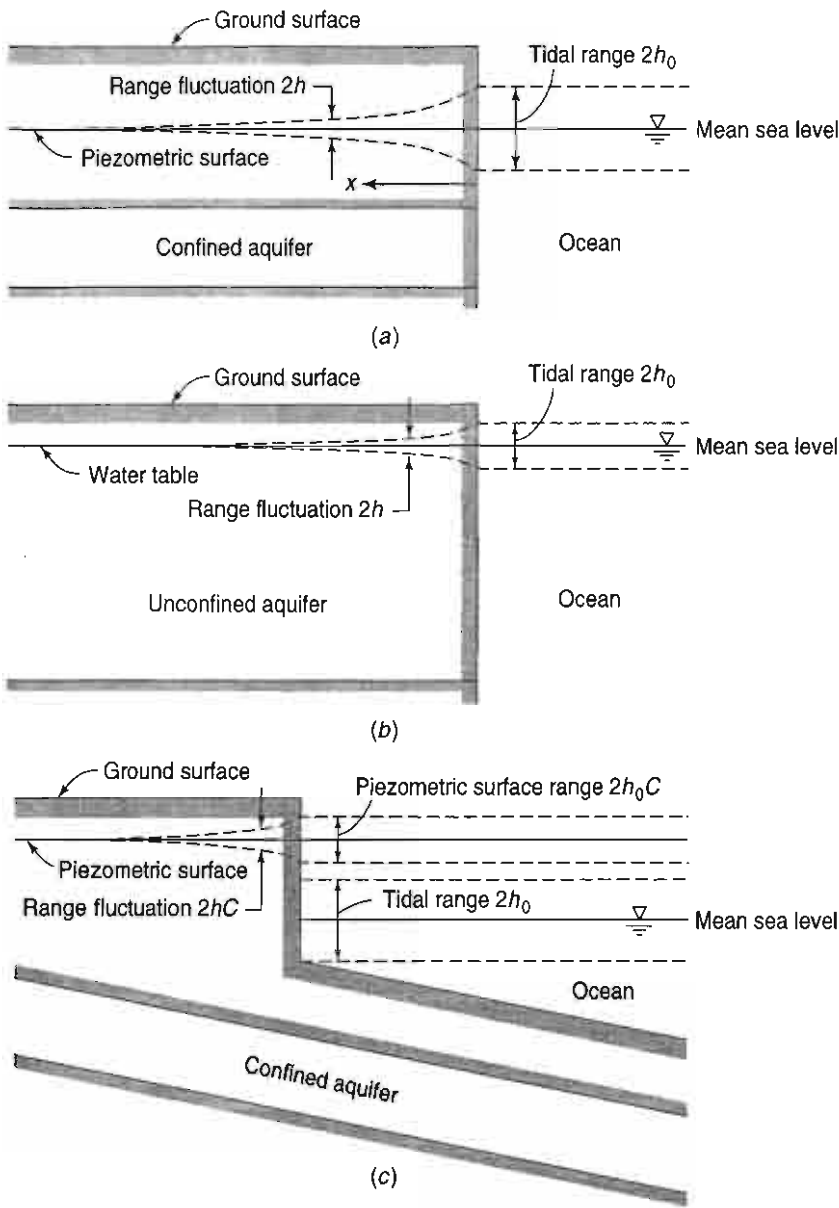 Ground surface
Tidal range 2h₀
Range fluctuation 2h
Mean sea level
Piezometric surface
x
Confined aquifer
Ocean
(a)
Ground surface
Tidal range 2h₀
Mean sea level
Water table
Range fluctuation 2h
Unconfined aquifer
Ocean
(b)
Ground surface
Piezometric surface range 2h₀C
Piezometric surface
Range fluctuation 2hC
Tidal range 2h₀
Mean sea level
Ocean
Confined aquifer
(c)